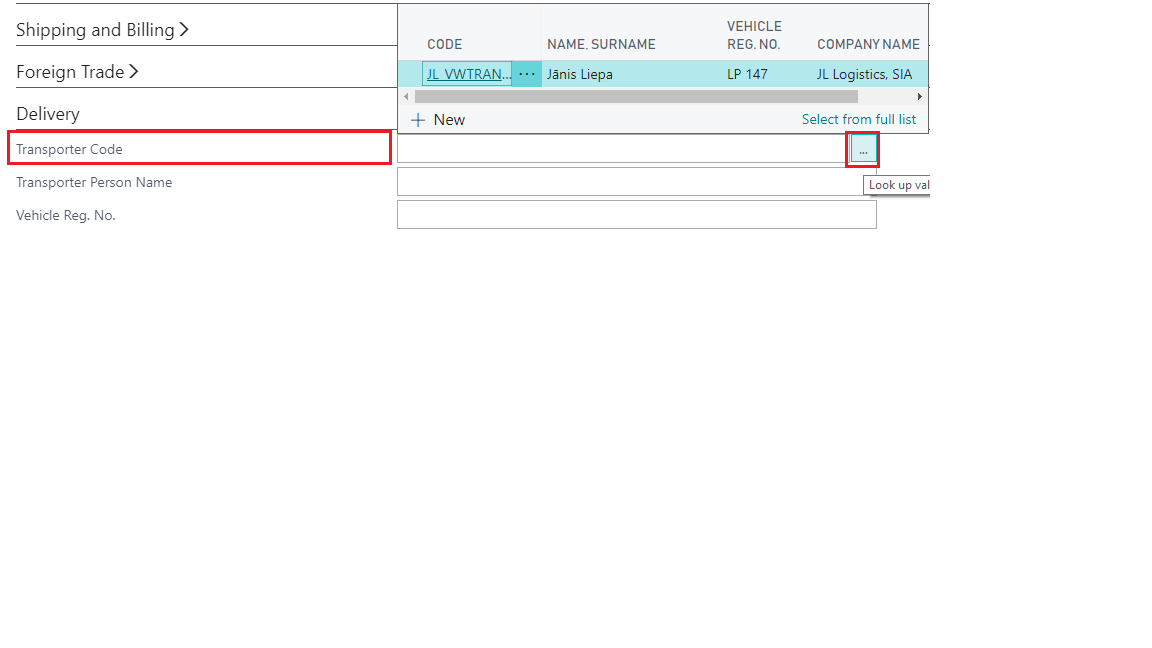 Shipping and Billing
Foreign Trade
Delivery
Transporter Code
Transporter Person Name
Vehicle Reg. No.
CODE NAME, SURNAME VEHICLE REG. NO. COMPANY NAME
JL_VWTRAN... ··· Jānis Liepa LP 147 JL Logistics, SIA
+ New Select from full list
...
Look up val